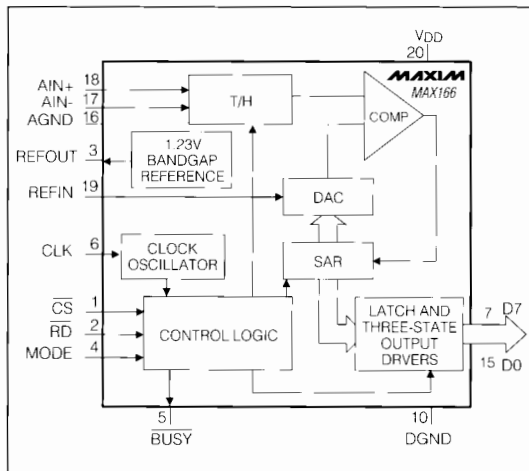 VDD
20
MAXIM
MAX166
AIN+ 18
AIN- 17
AGND 16
T/H
COMP
REFOUT 3
1.23V
BANDGAP
REFERENCE
REFIN 19
DAC
CLK 6
CLOCK
OSCILLATOR
SAR
CS 1
RD 2
MODE 4
CONTROL LOGIC
LATCH AND
THREE-STATE
OUTPUT
DRVERS
7 D7
15 D0
5
BUSY
10
DGND